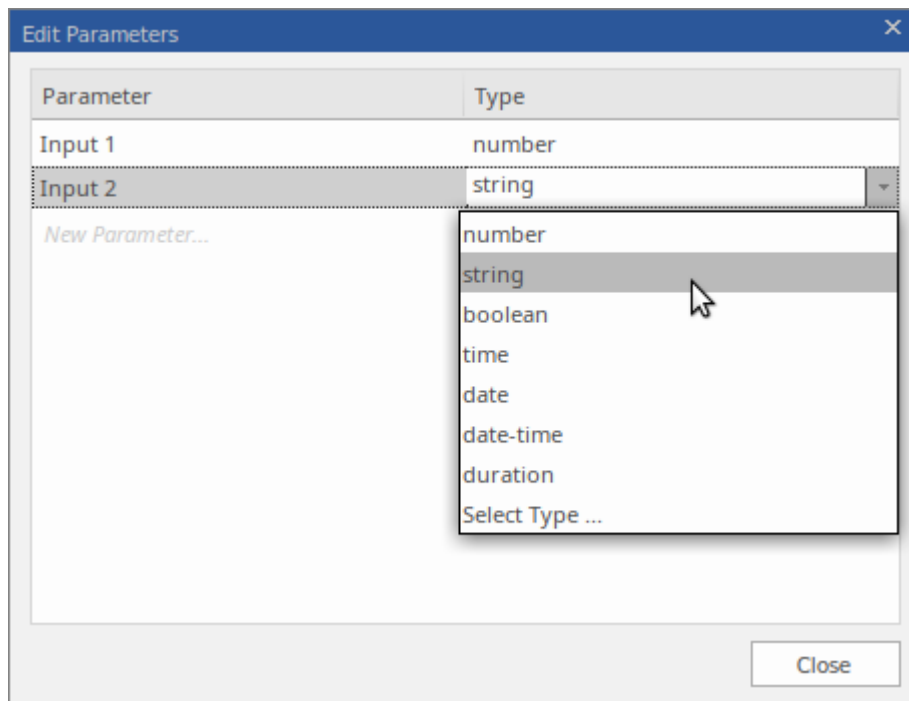 Edit Parameters
Parameter Type
Input 1 number
Input 2 string
New Parameter...
number
string
boolean
time
date
date-time
duration
Select Type ...
Close